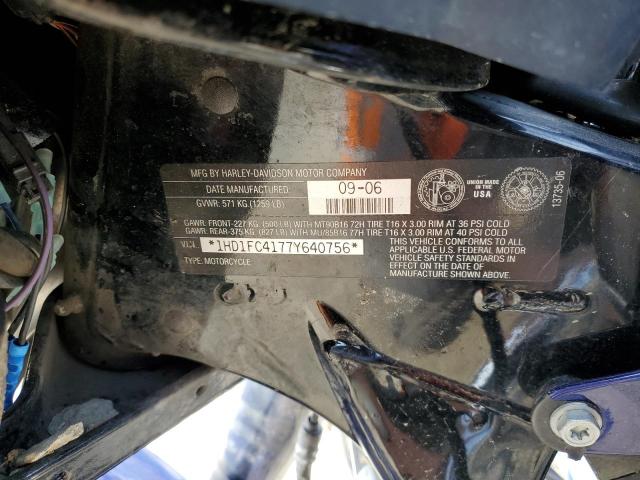 MFG BY HARLEY-DAVIDSON MOTOR COMPANY
DATE MANUFACTURED: 09-06
GVWR: 571 KG (1259 LB)
UNION MADE IN THE USA
13735-06
GAWR: FRONT-227 KG (500 LB) WITH MT90B16 72H TIRE T16 X 3.00 RIM AT 36 PSI COLD
GAWR: REAR-375 KG (827 LB) WITH MU/85B16 77H TIRE T16 X 3.00 RIM AT 40 PSI COLD
V.I.N. *1HD1FC4177Y640756*
TYPE: MOTORCYCLE
THIS VEHICLE CONFORMS TO ALL
APPLICABLE U.S. FEDERAL MOTOR
VEHICLE SAFETY STANDARDS IN
EFFECT ON THE DATE OF
MANUFACTURE SHOWN ABOVE.